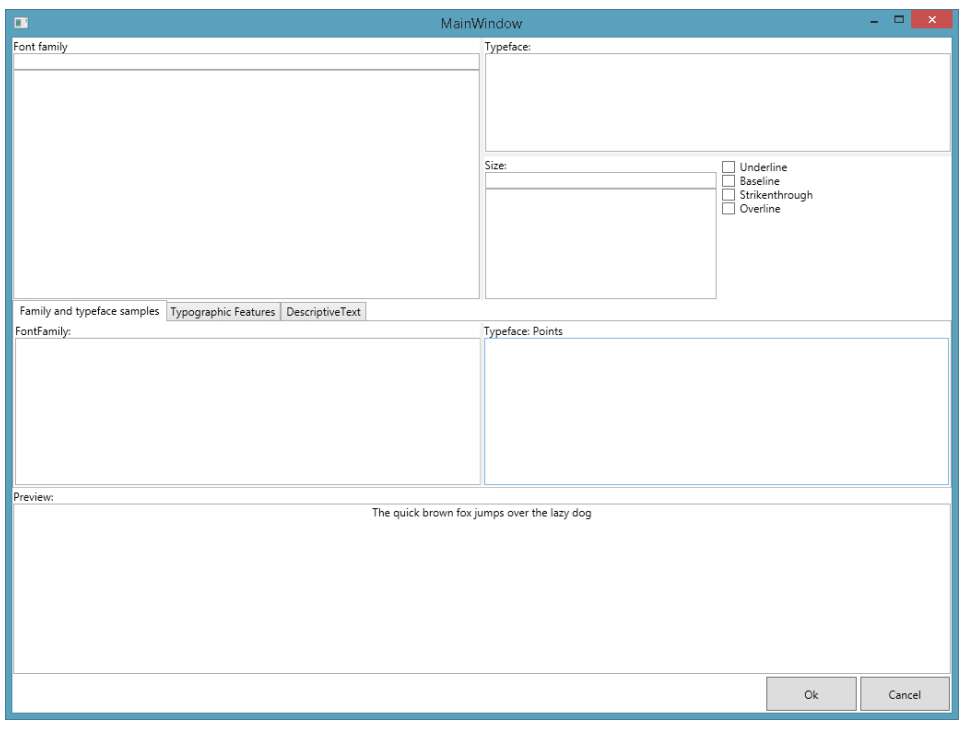 MainWindow
Font family
Typeface:
Size:
Underline
Baseline
Strikenthrough
Overline
Family and typeface samples
Typographic Features
DescriptiveText
FontFamily:
Typeface: Points
Preview:
The quick brown fox jumps over the lazy dog
Ok
Cancel